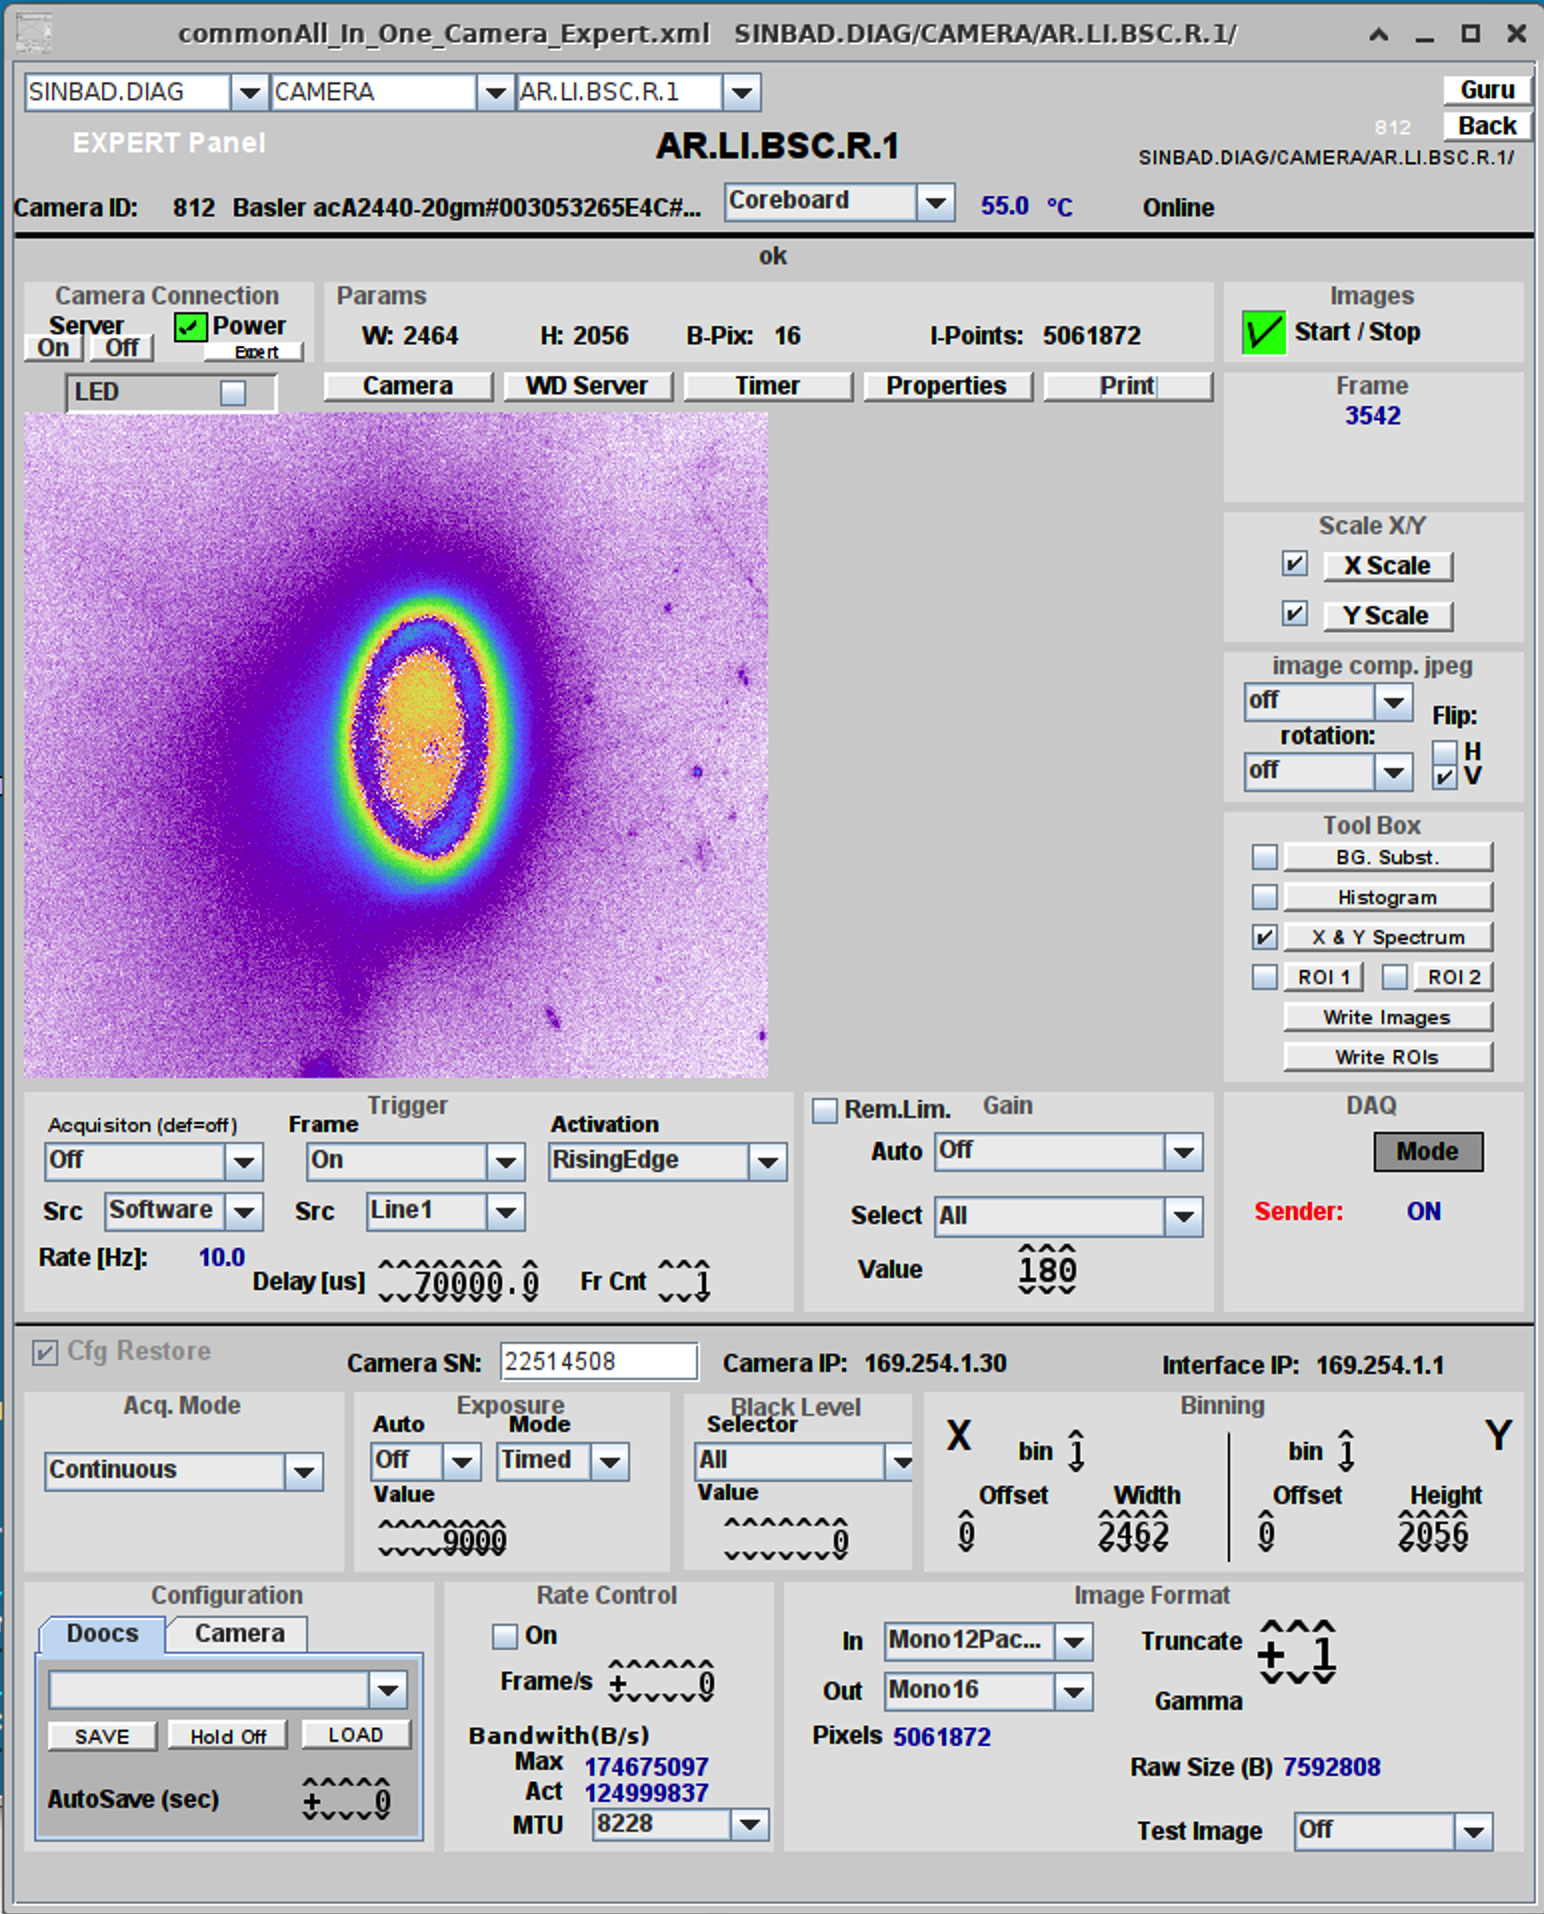 commonAll_In_One_Camera_Expert.xml SINBAD.DIAG/CAMERA/AR.LI.BSC.R.1/
SINBAD.DIAG CAMERA AR.LI.BSC.R.1 Guru
812 Back
EXPERT Panel AR.LI.BSC.R.1 SINBAD.DIAG/CAMERA/AR.LI.BSC.R.1/
Camera ID: 812 Basler acA2440-20gm#003053265E4C#... Coreboard 55.0 °C Online
ok
Camera Connection Params Images
Server Power W: 2464 H: 2056 B-Pix: 16 I-Points: 5061872 Start / Stop
On Off Expert
LED Camera WD Server Timer Properties Print Frame
3542
Scale X/Y
X Scale
Y Scale
image comp. jpeg
off Flip:
rotation: H
off V
Tool Box
BG. Subst.
Histogram
X & Y Spectrum
ROI 1 ROI 2
Write Images
Write ROIs
Trigger Rem.Lim. Gain DAQ
Acquisiton (def=off) Frame Activation
Off On RisingEdge Auto Off Mode
Src Software Src Line1 Select All Sender: ON
Rate [Hz]: 10.0 Delay [us] 70000.0 Fr Cnt 1 Value 180
Cfg Restore Camera SN: 22514508 Camera IP: 169.254.1.30 Interface IP: 169.254.1.1
Acq. Mode Exposure Black Level Binning
Auto Mode Selector X bin 1 bin 1 Y
Continuous Off Timed All
Value Value Offset Width Offset Height
9000 0 0 2462 0 2056
Configuration Rate Control Image Format
Doocs Camera On In Mono12Pac... Truncate + 1
Frame/s + 0 Out Mono16 Gamma
SAVE Hold Off LOAD Bandwith(B/s) Pixels 5061872
Max 174675097 Raw Size (B) 7592808
AutoSave (sec) + 0 Act 124999837
MTU 8228 Test Image Off